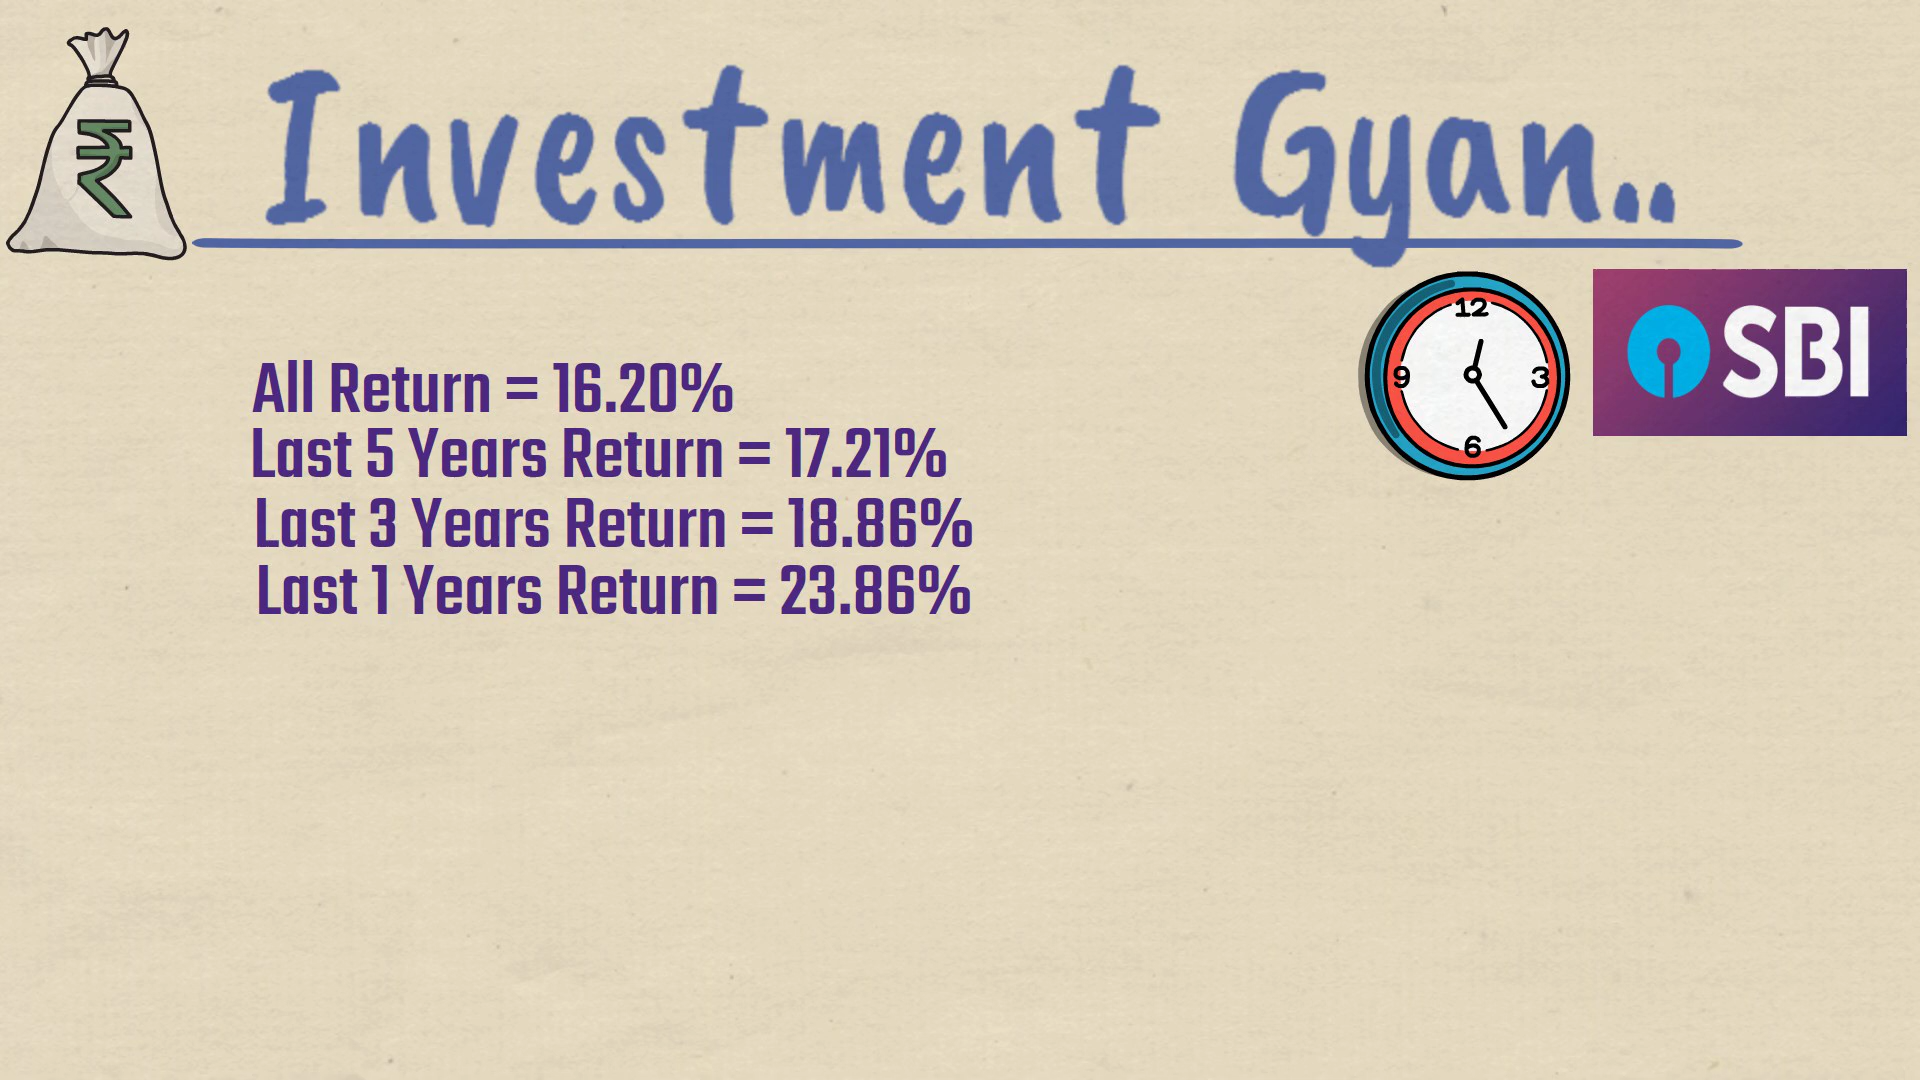 ₹
Investment Gyan..
12
9
3
6
SBI
All Return = 16.20%
Last 5 Years Return = 17.21%
Last 3 Years Return = 18.86%
Last 1 Years Return = 23.86%